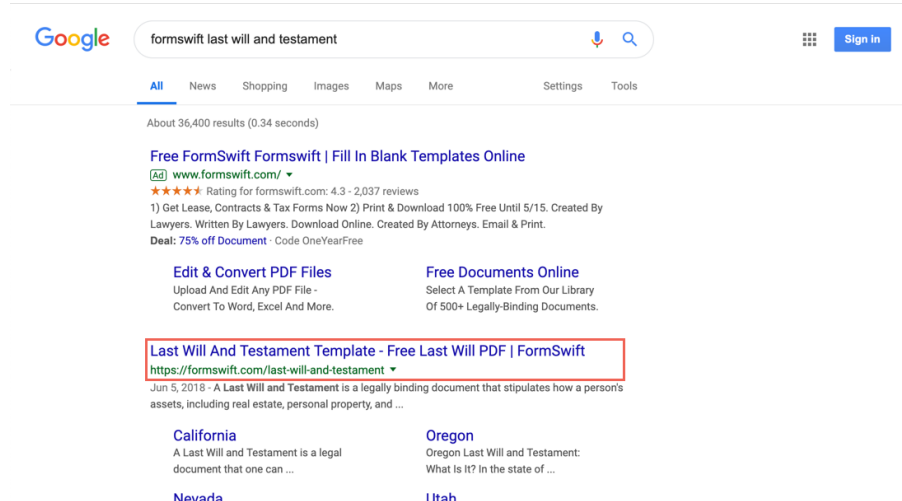 Google
formswift last will and testament
Sign in
All News Shopping Images Maps More Settings Tools
About 36,400 results (0.34 seconds)
Free FormSwift Formswift | Fill In Blank Templates Online
Ad www.formswift.com/
Rating for formswift.com: 4.3 - 2,037 reviews
1) Get Lease, Contracts & Tax Forms Now 2) Print & Download 100% Free Until 5/15. Created By
Lawyers. Written By Lawyers. Download Online. Created By Attorneys. Email & Print.
Deal: 75% off Document · Code OneYearFree
Edit & Convert PDF Files
Upload And Edit Any PDF File -
Convert To Word, Excel And More.
Free Documents Online
Select A Template From Our Library
Of 500+ Legally-Binding Documents.
Last Will And Testament Template - Free Last Will PDF | FormSwift
https://formswift.com/last-will-and-testament
Jun 5, 2018 - A Last Will and Testament is a legally binding document that stipulates how a person's
assets, including real estate, personal property, and ...
California
A Last Will and Testament is a legal
document that one can ...
Oregon
Oregon Last Will and Testament:
What Is It? In the state of ...
Nevada
Utah